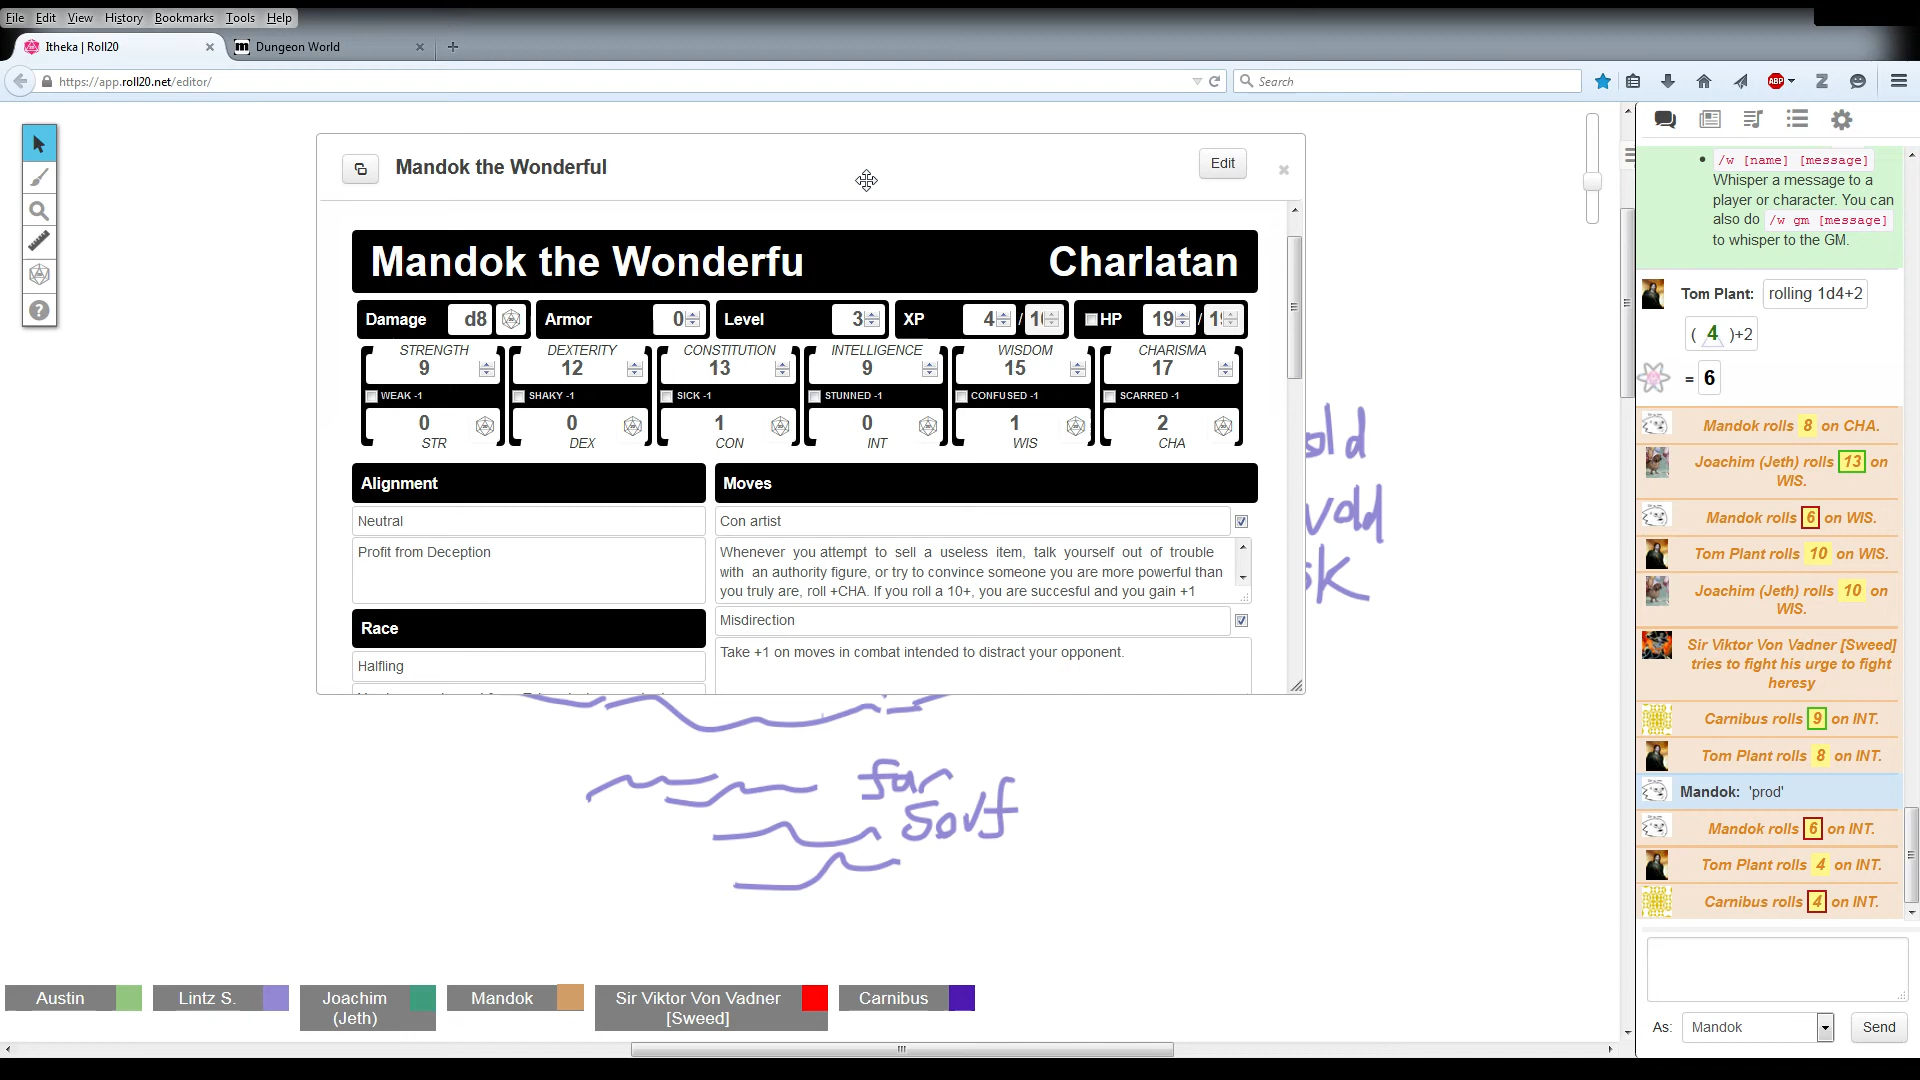 File Edit View History Bookmarks Tools Help
Itheka | Roll20
Dungeon World
https://app.roll20.net/editor/
Search
ABP
Mandok the Wonderful
Edit
Mandok the Wonderfu Charlatan
Damage d8 Armor 0 Level 3 XP 4 / HP 19 /
STRENGTH DEXTERITY CONSTITUTION INTELLIGENCE WISDOM CHARISMA
9 12 13 9 15 17
WEAK -1 SHAKY -1 SICK -1 STUNNED -1 CONFUSED -1 SCARRED -1
0 0 1 0 1 2
STR DEX CON INT WIS CHA
Alignment
Neutral
Profit from Deception
Race
Halfling
Moves
Con artist
Whenever you attempt to sell a useless item, talk yourself out of trouble
with an authority figure, or try to convince someone you are more powerful than
you truly are, roll +CHA. If you roll a 10+, you are succesful and you gain +1
Misdirection
Take +1 on moves in combat intended to distract your opponent.
far
Austin
Lintz S.
Joachim
(Jeth)
Mandok
Sir Viktor Von Vadner
[Sweed]
Carnibus
/w [name] [message]
Whisper a message to a
player or character. You can
also do /w gm [message]
to whisper to the GM.
Tom Plant: rolling 1d4+2
( 4 )+2
= 6
Mandok rolls 8 on CHA.
Joachim (Jeth) rolls 13 on
WIS.
Mandok rolls 6 on WIS.
Tom Plant rolls 10 on WIS.
Joachim (Jeth) rolls 10 on
WIS.
Sir Viktor Von Vadner [Sweed]
tries to fight his urge to fight
heresy
Carnibus rolls 9 on INT.
Tom Plant rolls 8 on INT.
Mandok: 'prod'
Mandok rolls 6 on INT.
Tom Plant rolls 4 on INT.
Carnibus rolls 4 on INT.
As: Mandok Send